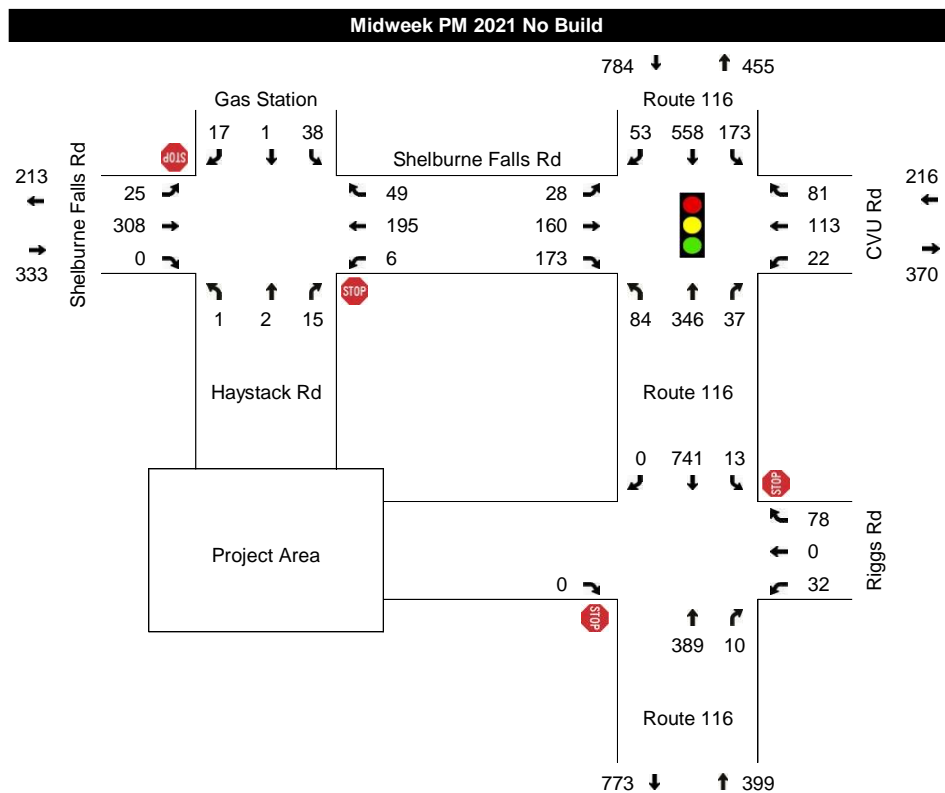 Midweek PM 2021 No Build
784 455
Gas Station Route 116
17 1 38 53 558 173
STOP
Shelburne Falls Rd
213 216
25 49 28 81
Shelburne Falls Rd
308 195 160 113
CVU Rd
0 6 173 22
333 370
STOP
1 2 15 84 346 37
Haystack Rd Route 116
0 741 13
STOP
78
Project Area 0
Riggs Rd
0 32
STOP
389 10
Route 116
773 399